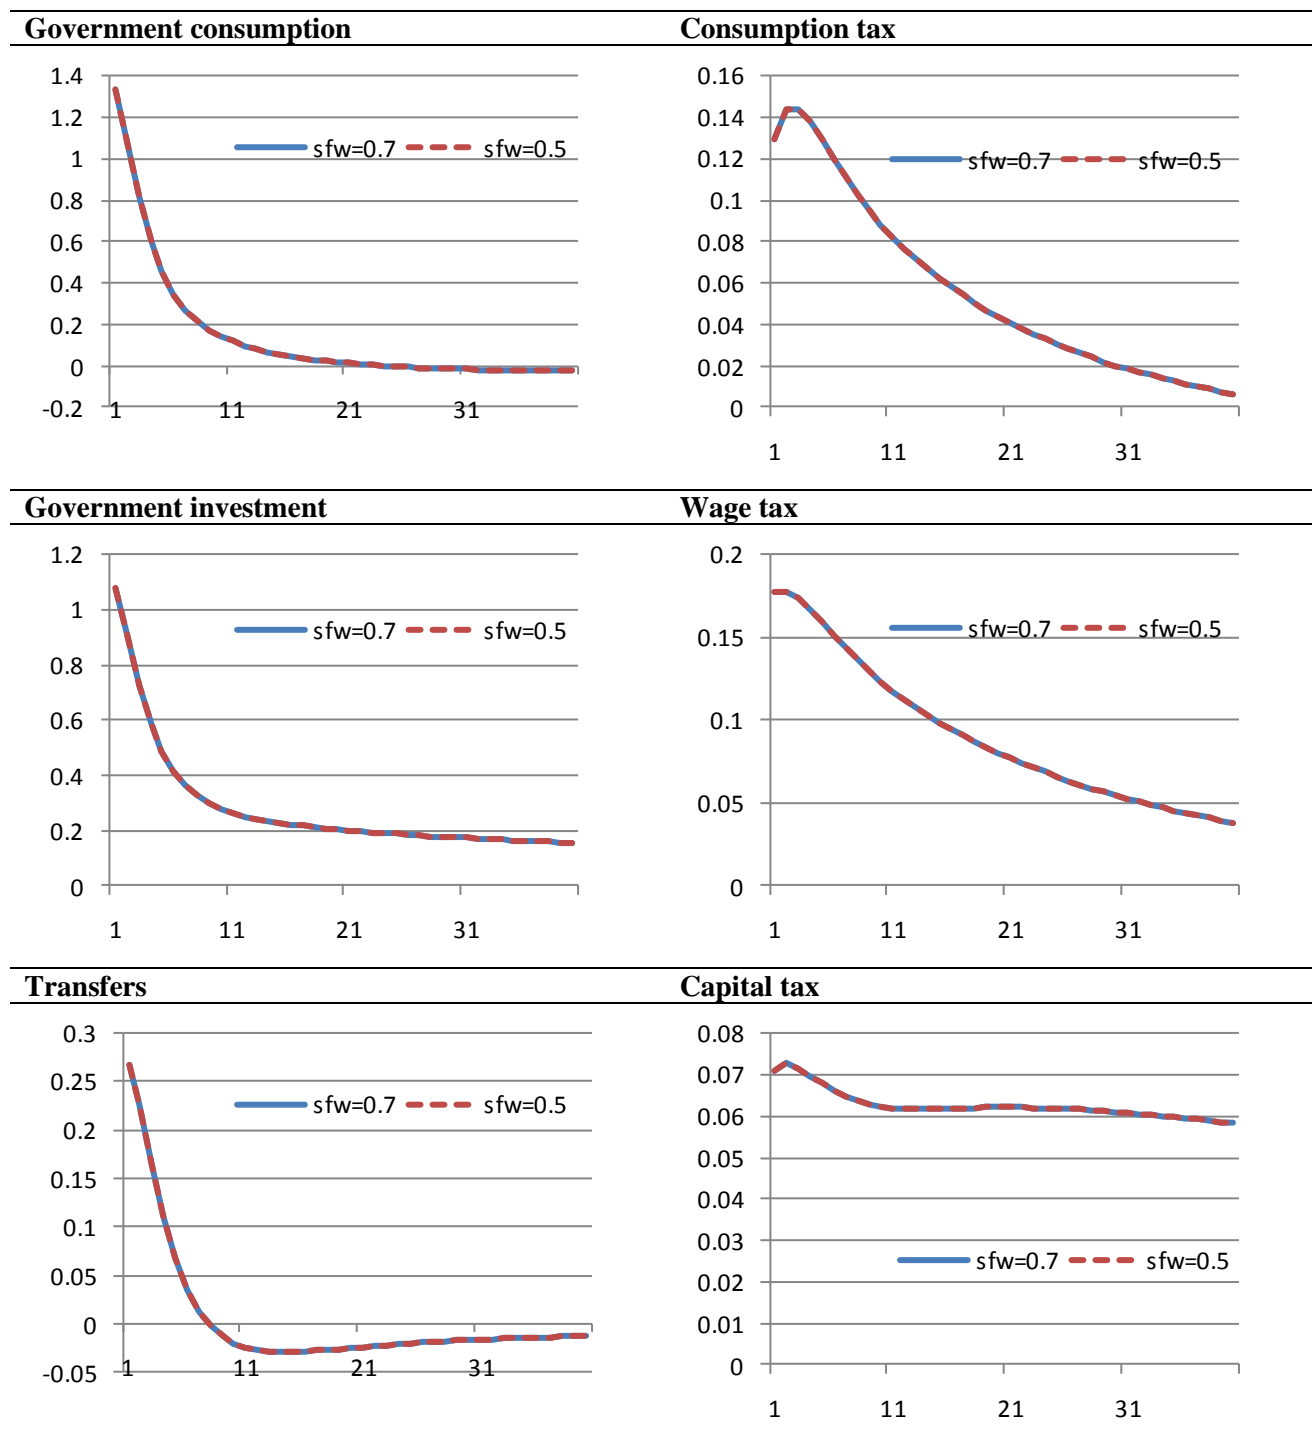 Government consumption
1.4
1.2
1
0.8
0.6
0.4
0.2
0
-0.2
sfw=0.7 sfw=0.5
1 11 21 31
Consumption tax
0.16
0.14
0.12
0.1
0.08
0.06
0.04
0.02
0
sfw=0.7 sfw=0.5
1 11 21 31
Government investment
1.2
1
0.8
0.6
0.4
0.2
0
sfw=0.7 sfw=0.5
1 11 21 31
Wage tax
0.2
0.15
0.1
0.05
0
sfw=0.7 sfw=0.5
1 11 21 31
Transfers
0.3
0.25
0.2
0.15
0.1
0.05
0
-0.05
sfw=0.7 sfw=0.5
1 11 21 31
Capital tax
0.08
0.07
0.06
0.05
0.04
0.03
0.02
0.01
0
sfw=0.7 sfw=0.5
1 11 21 31